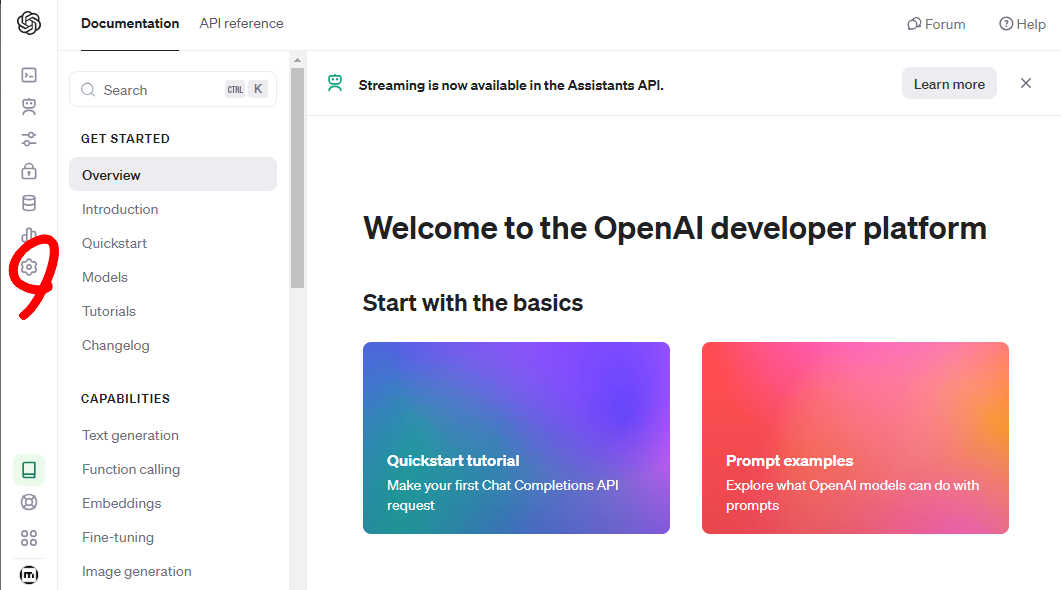 Documentation API reference
Forum Help
Search CTRL K
GET STARTED
Overview
Introduction
Quickstart
Models
Tutorials
Changelog
CAPABILITIES
Text generation
Function calling
Embeddings
Fine-tuning
Image generation
Streaming is now available in the Assistants API.
Learn more
Welcome to the OpenAI developer platform
Start with the basics
Quickstart tutorial
Make your first Chat Completions API
request
Prompt examples
Explore what OpenAI models can do with
prompts